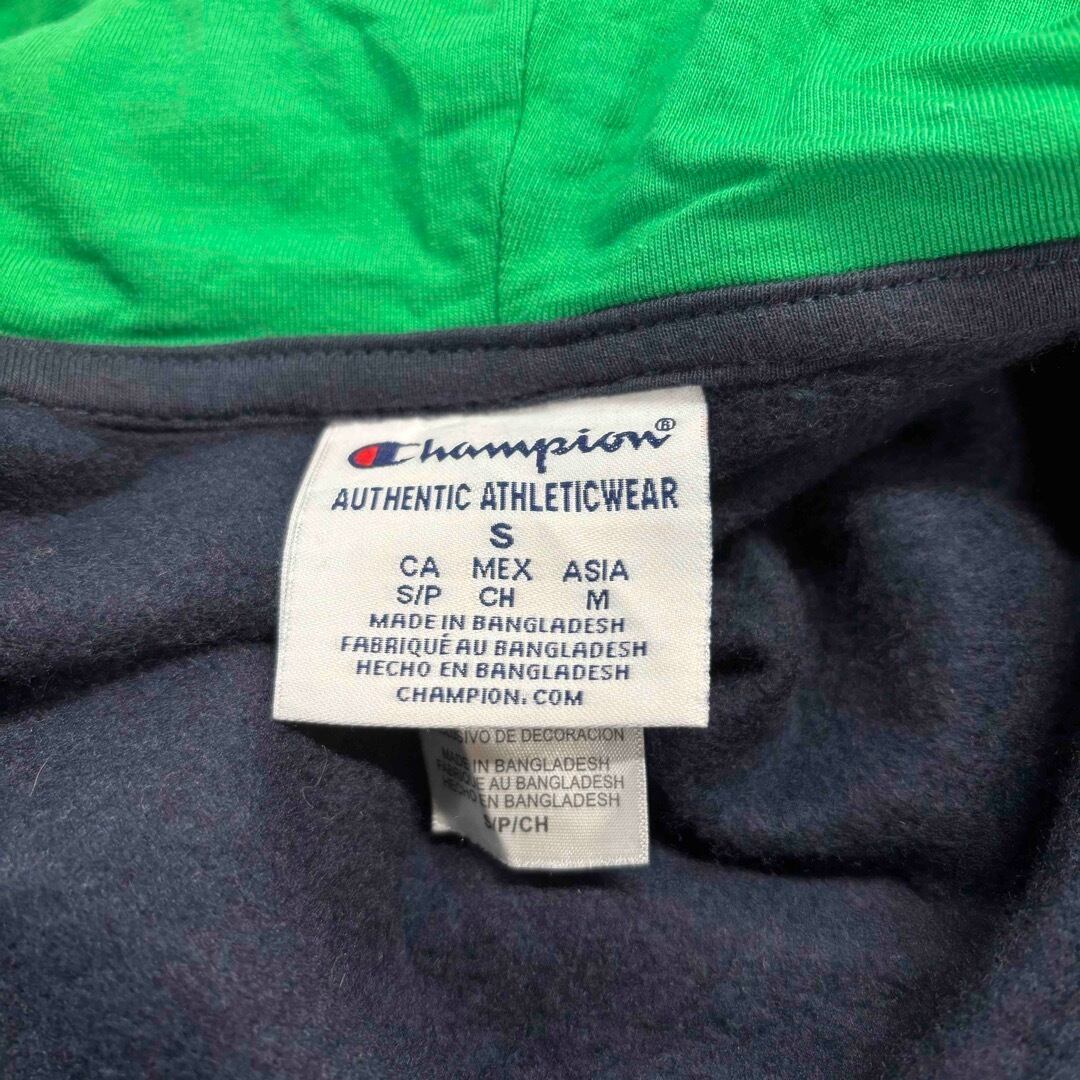 Champion®
AUTHENTIC ATHLETICWEAR
S
CA MEX ASIA
S/P CH M
MADE IN BANGLADESH
FABRIQUÉ AU BANGLADESH
HECHO EN BANGLADESH
CHAMPION.COM
DE DECORACION
MADE IN BANGLADESH
FABRIQUE AU BANGLADESH
HECHO EN BANGLADESH
S/P/CH